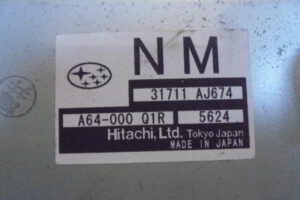 NM
31711 AJ674
A64-000 Q1R 5624
Hitachi, Ltd. Tokyo Japan
MADE IN JAPAN